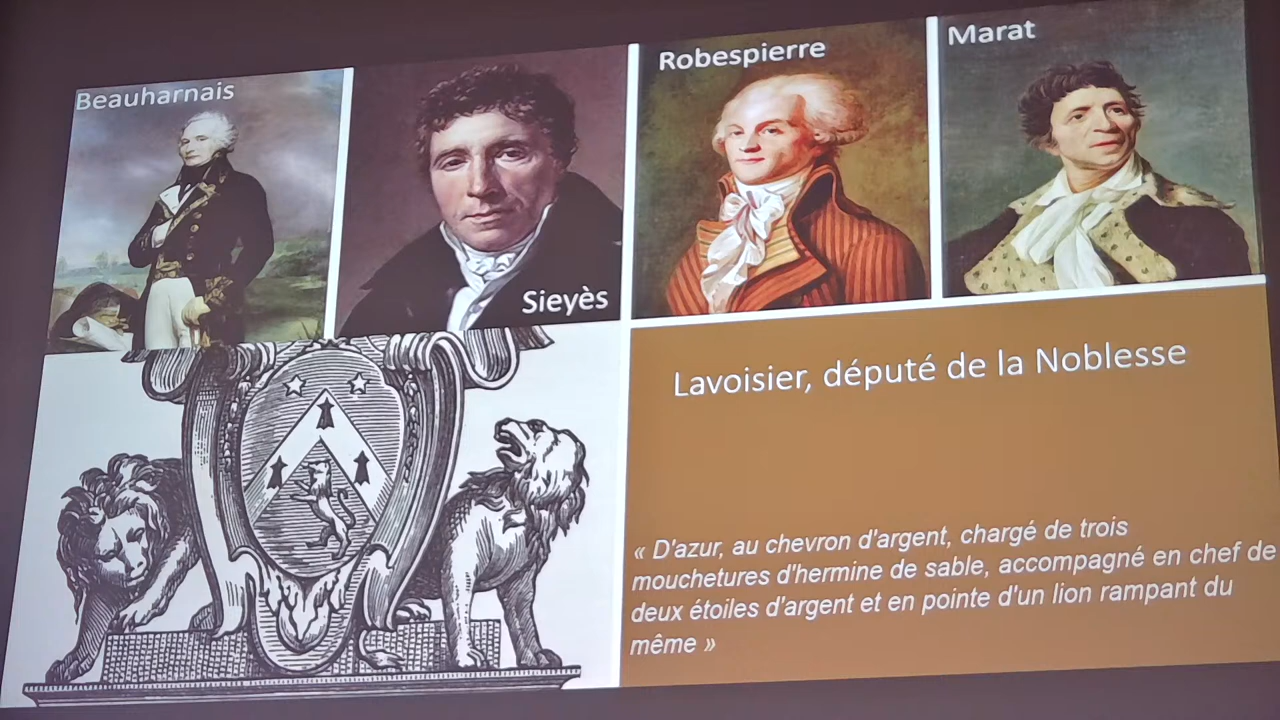 Beauharnais
Sieyès
Robespierre
Marat
Lavoisier, député de la Noblesse
« D'azur, au chevron d'argent, chargé de trois
mouchetures d'hermine de sable, accompagné en chef de
deux étoiles d'argent et en pointe d'un lion rampant du
même »